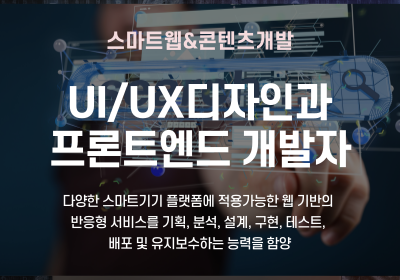 스마트웹&콘텐츠개발
UI/UX디자인과
프론트엔드 개발자
다양한 스마트기기 플랫폼에 적용가능한 웹 기반의
반응형 서비스를 기획, 분석, 설계, 구현, 테스트,
배포 및 유지보수하는 능력을 함양